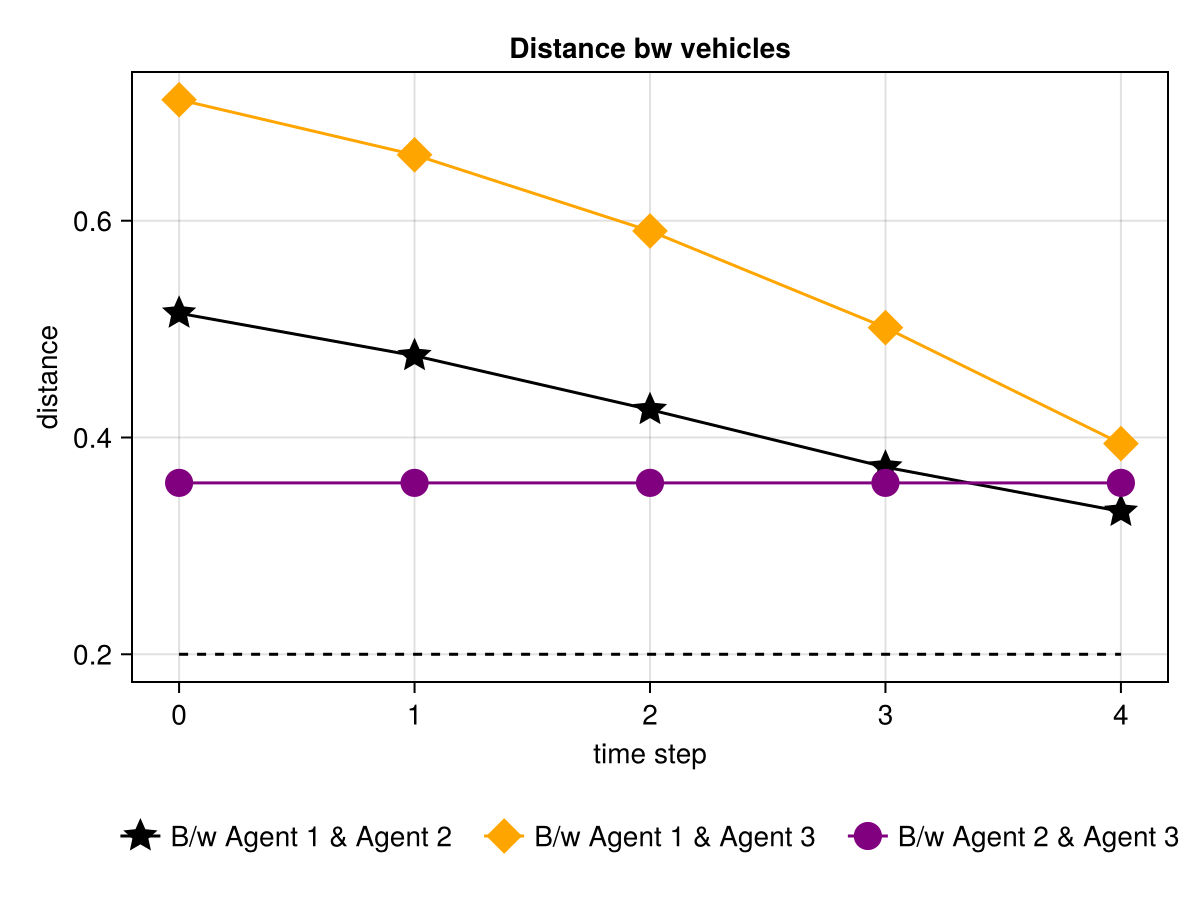 Distance bw vehicles
distance
0.6
0.4
0.2
0 1 2 3 4
time step
B/w Agent 1 & Agent 2 B/w Agent 1 & Agent 3 B/w Agent 2 & Agent 3